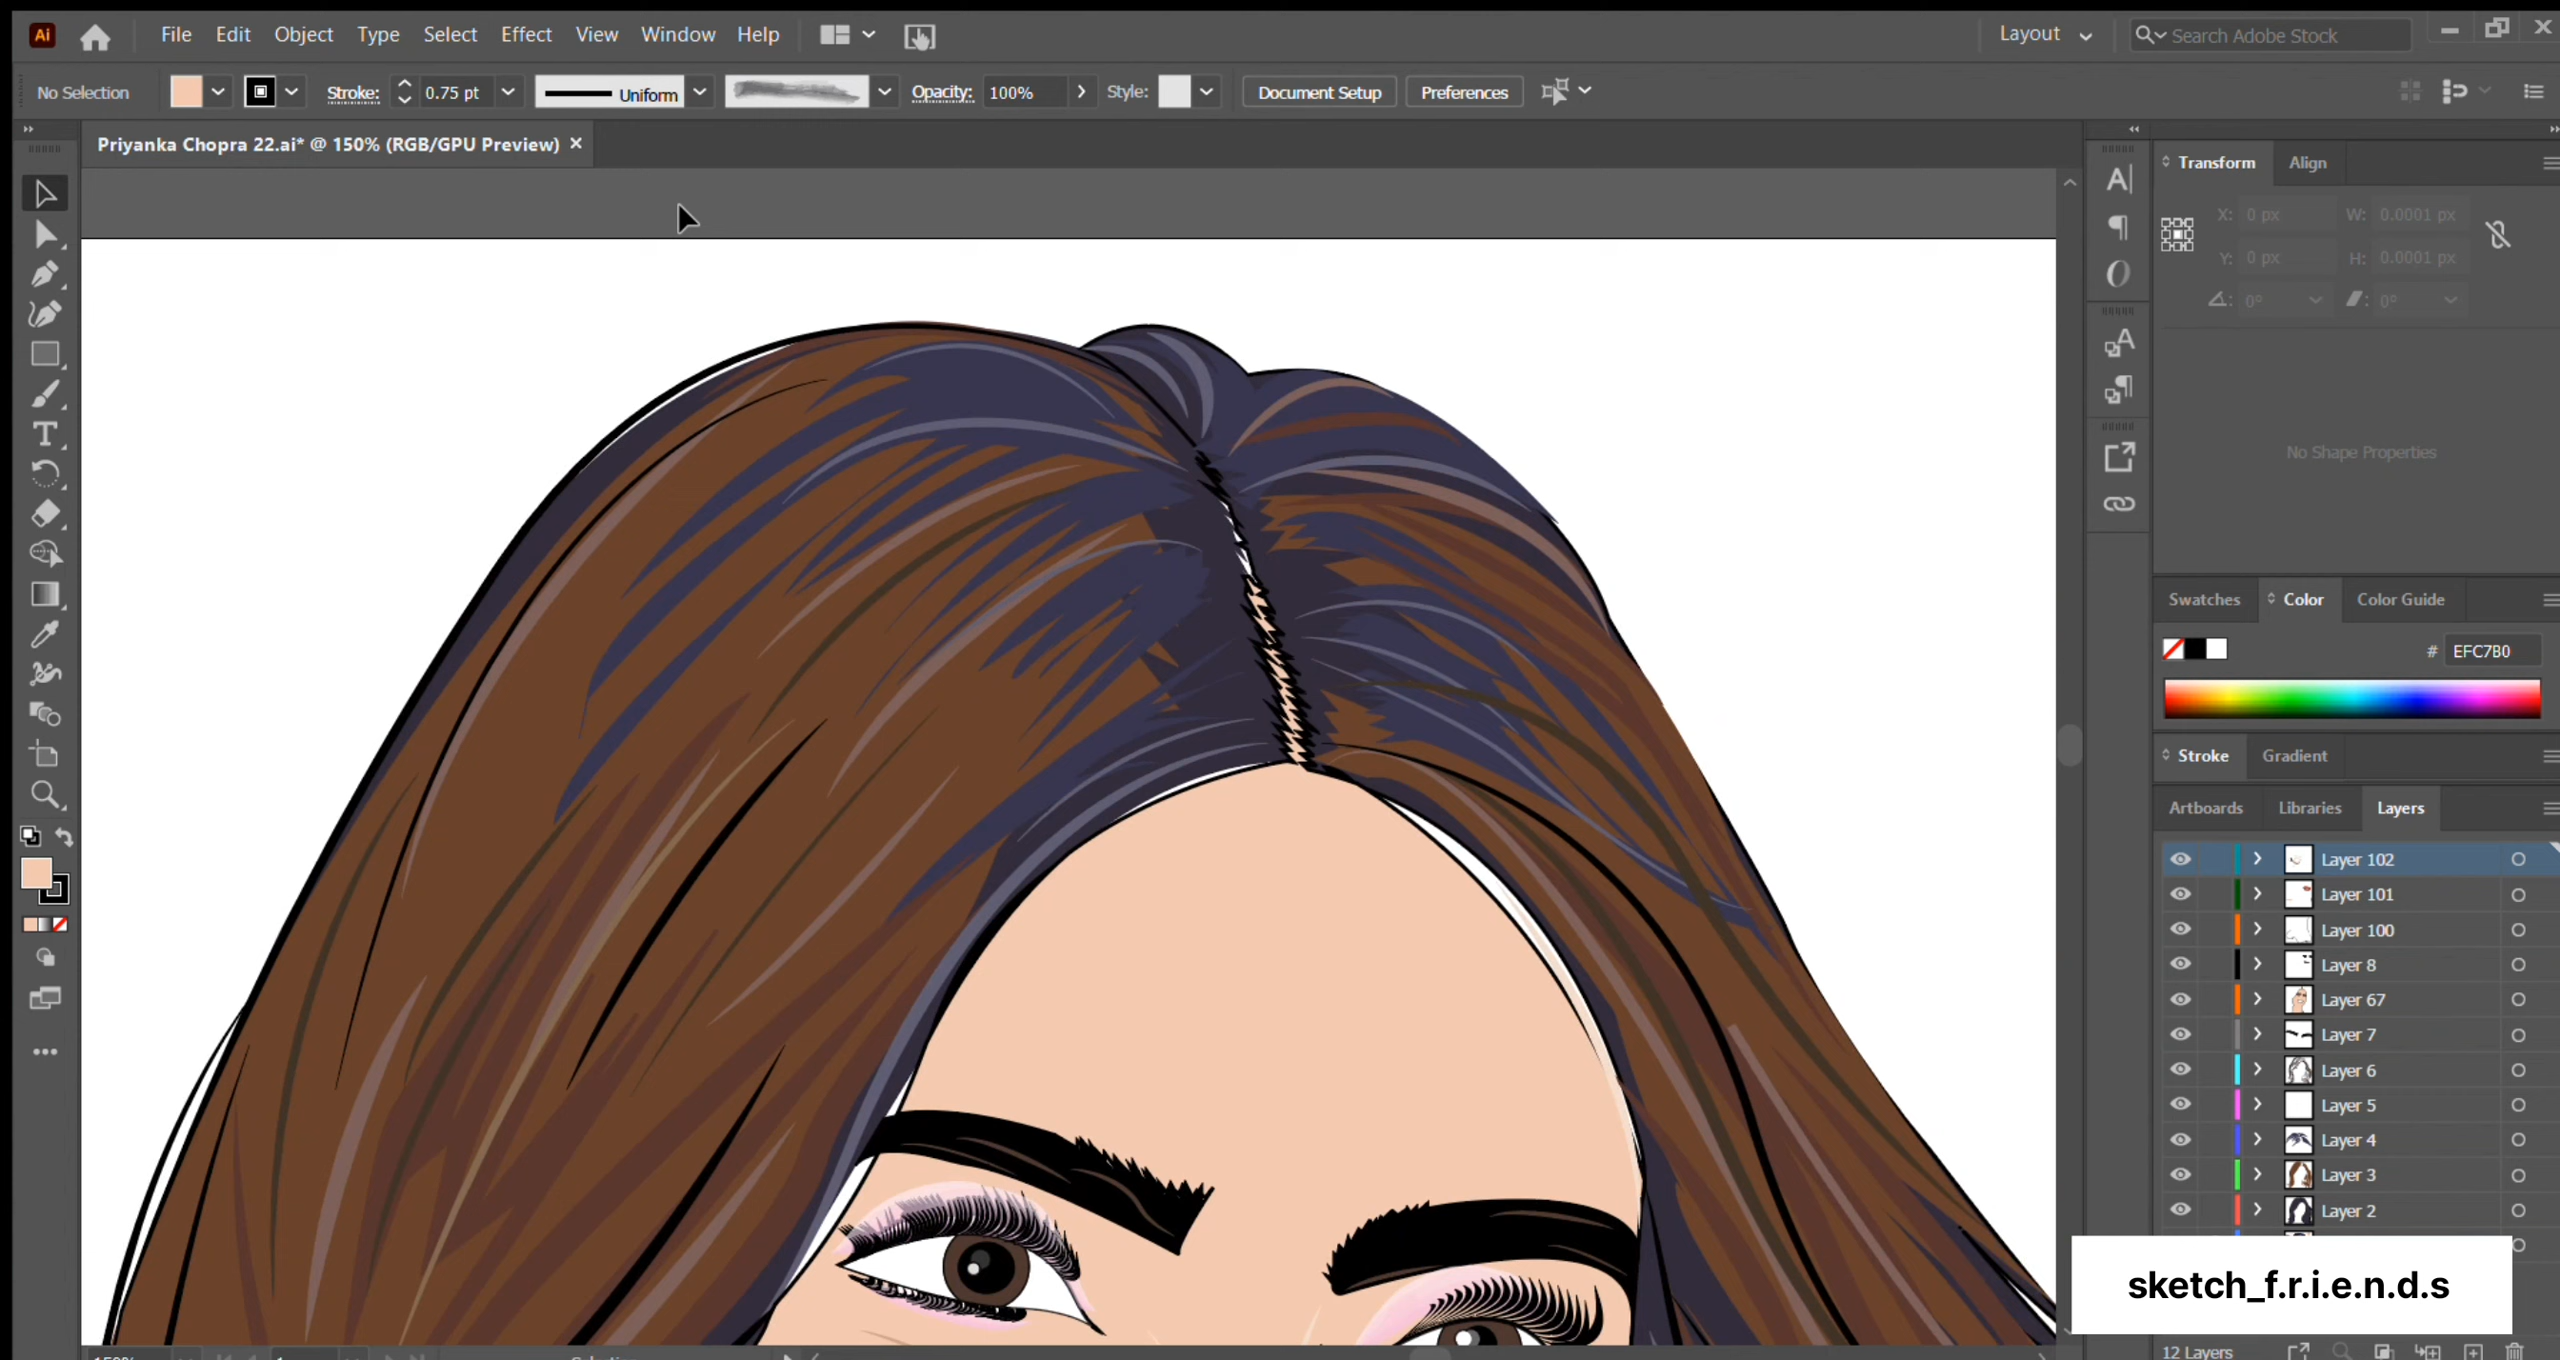 Ai File Edit Object Type Select Effect View Window Help Layout Search Adobe Stock
No Selection Stroke: 0.75 pt Uniform Opacity: 100% Style: Document Setup Preferences
Priyanka Chopra 22.ai* @ 150% (RGB/GPU Preview) ×
Transform Align
X: 0 px W: 0.0001 px
Y: 0 px H: 0.0001 px
0° 0°
No Shape Properties
Swatches Color Color Guide
# EFC7B0
Stroke Gradient
Artboards Libraries Layers
Layer 102
Layer 101
Layer 100
Layer 8
Layer 67
Layer 7
Layer 6
Layer 5
Layer 4
Layer 3
Layer 2
sketch_f.r.i.e.n.d.s
12 Layers